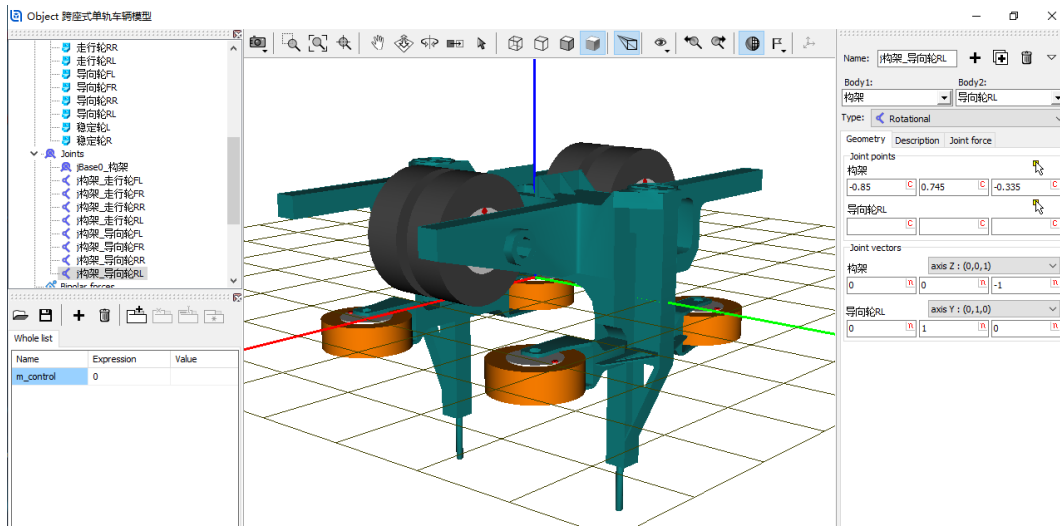 Object 跨座式单轨车辆模型
走行轮RR
走行轮RL
导向轮FL
导向轮FR
导向轮RR
导向轮RL
稳定轮L
稳定轮R
Joints
jBase0_构架
j构架_走行轮FL
j构架_走行轮FR
j构架_走行轮RR
j构架_走行轮RL
j构架_导向轮FL
j构架_导向轮FR
j构架_导向轮RR
j构架_导向轮RL
Bipolar forces
Whole list
Name Expression Value
m_control 0
Name: j构架_导向轮RL
Body1: Body2:
构架 导向轮RL
Type: Rotational
Geometry Description Joint force
Joint points
构架
-0.85 C 0.745 C -0.335 C
导向轮RL
C C C
Joint vectors
构架 axis Z : (0,0,1)
0 n 0 n -1 n
导向轮RL axis Y : (0,1,0)
0 n 1 n 0 n